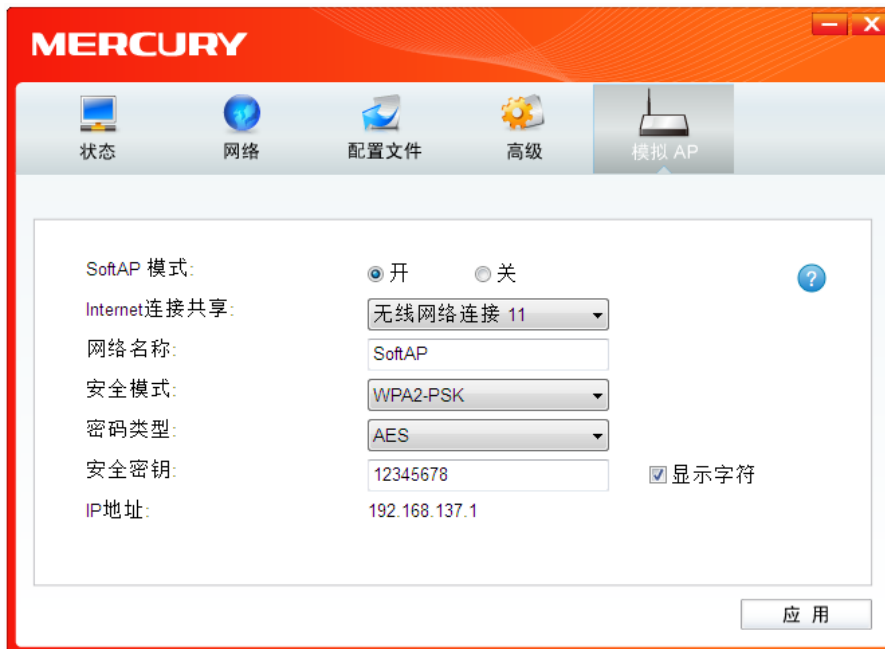 MERCURY
状态 网络 配置文件 高级 模拟 AP
SoftAP 模式: 开 关
?
Internet连接共享: 无线网络连接 11
网络名称: SoftAP
安全模式: WPA2-PSK
密码类型: AES
安全密钥: 12345678 显示字符
IP地址: 192.168.137.1
应 用